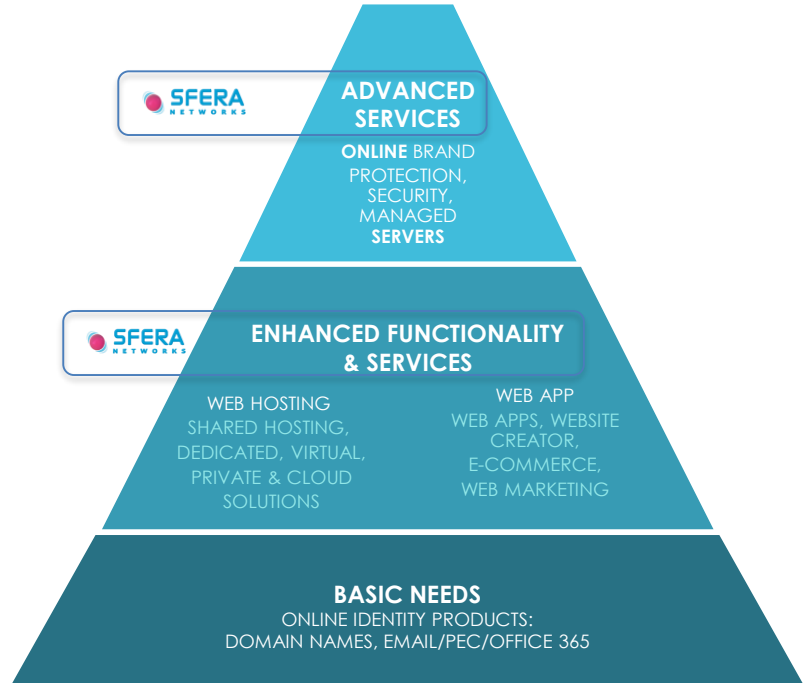 SFERA
NETWORKS
ADVANCED
SERVICES
ONLINE BRAND
PROTECTION,
SECURITY,
MANAGED
SERVERS
SFERA
NETWORKS
ENHANCED FUNCTIONALITY
& SERVICES
WEB HOSTING
SHARED HOSTING,
DEDICATED, VIRTUAL,
PRIVATE & CLOUD
SOLUTIONS
WEB APP
WEB APPS, WEBSITE
CREATOR,
E-COMMERCE,
WEB MARKETING
BASIC NEEDS
ONLINE IDENTITY PRODUCTS:
DOMAIN NAMES, EMAIL/PEC/OFFICE 365